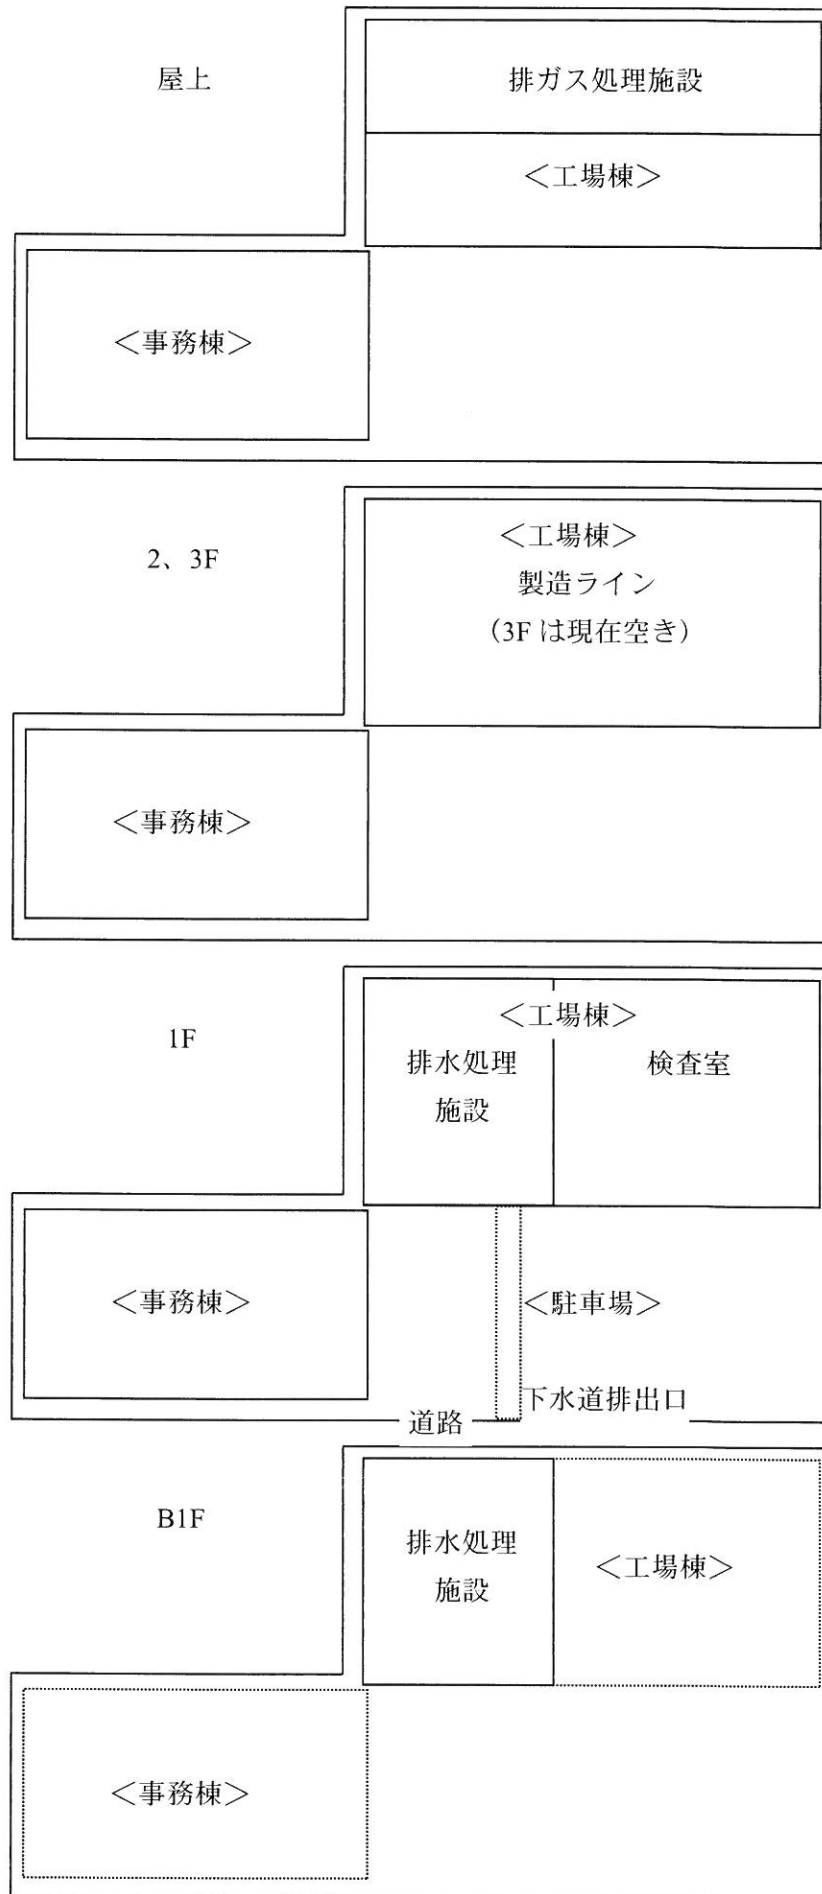 屋上
排ガス処理施設
<工場棟>
<事務棟>
2、3F
<工場棟>
製造ライン
(3F は現在空き)
<事務棟>
1F
<工場棟>
排水処理
施設
検査室
<事務棟>
<駐車場>
下水道排出口
道路
B1F
排水処理
施設
<工場棟>
<事務棟>